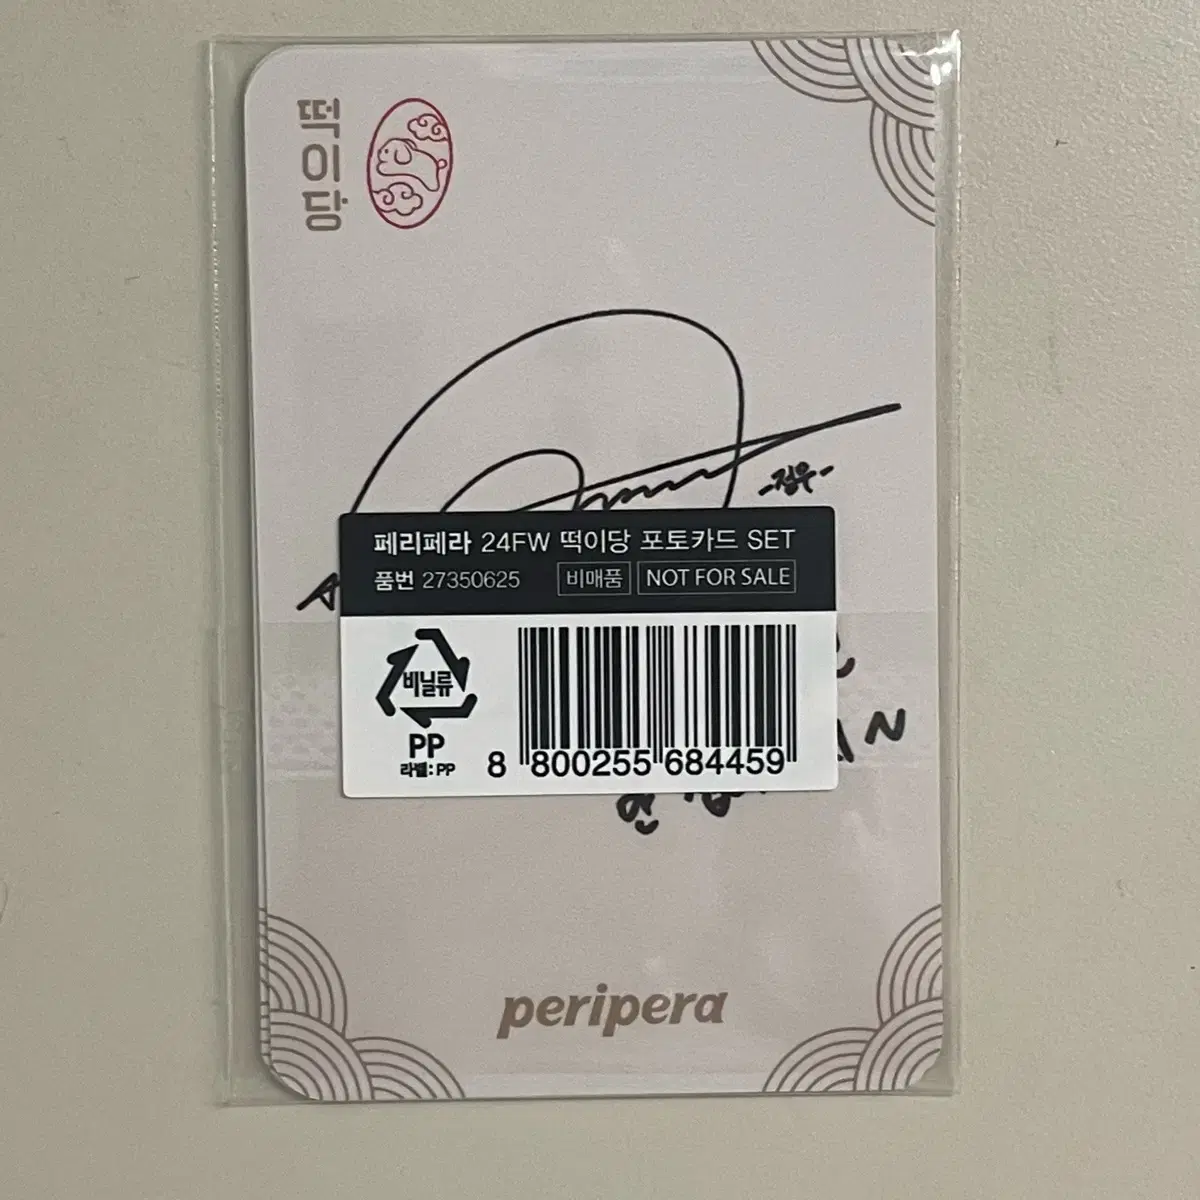 떡이당
-정우-
페리페라 24FW 떡이당 포토카드 SET
품번 27350625 비매품 NOT FOR SALE
비닐류
PP
라벨: PP
8 800255 684459
peripera